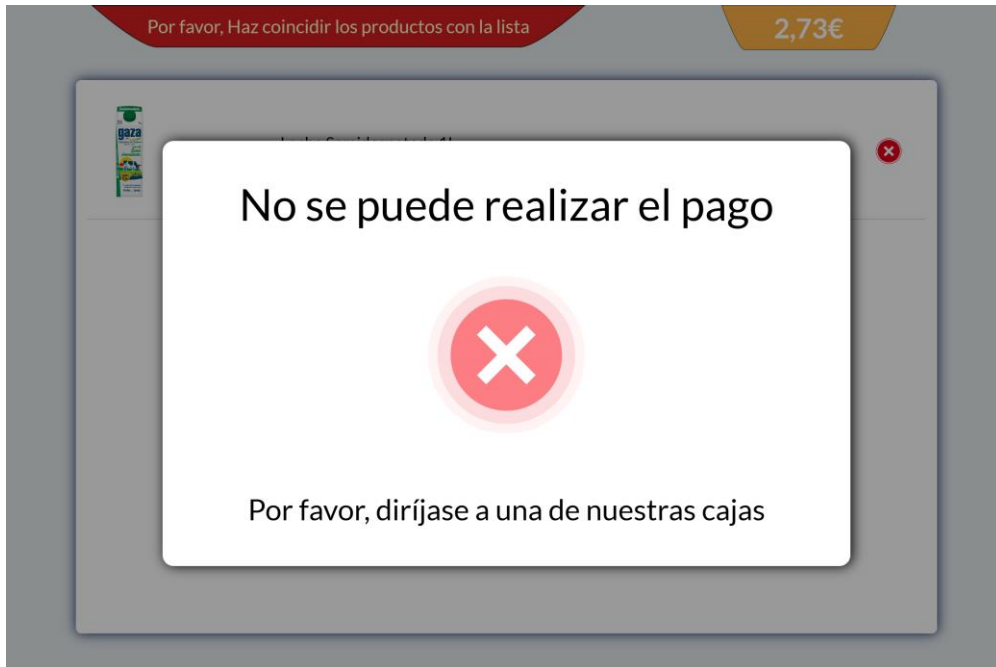 Por favor, Haz coincidir los productos con la lista
2,73€
gaza
No se puede realizar el pago
Por favor, diríjase a una de nuestras cajas